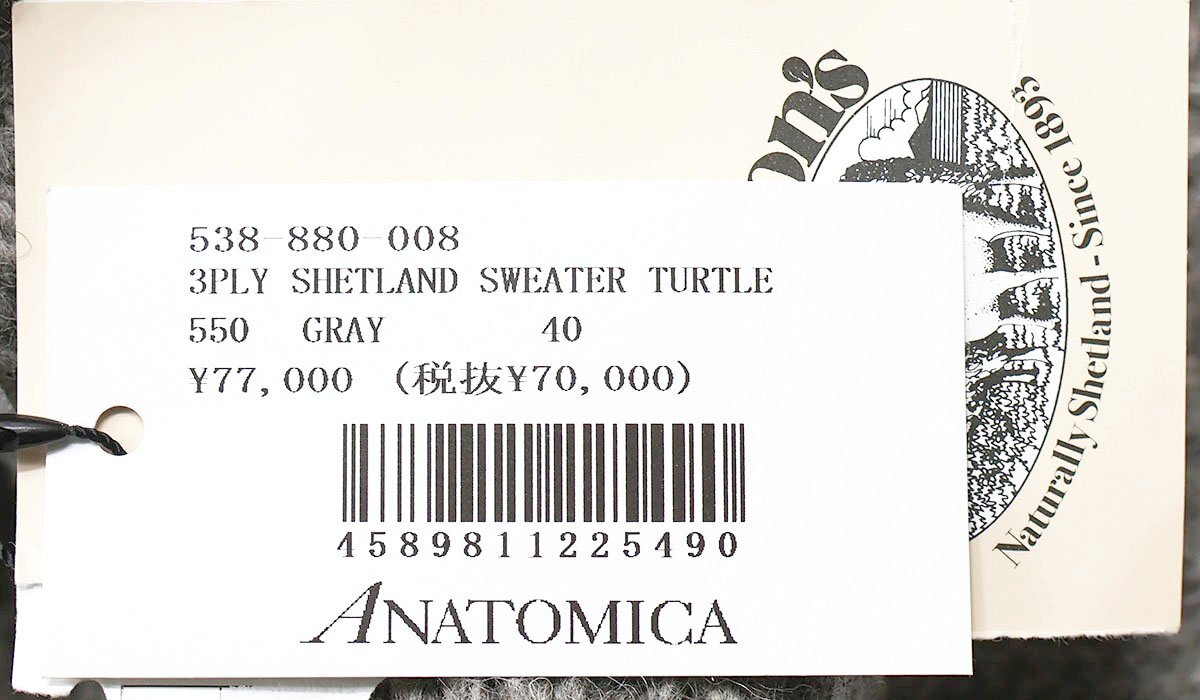 on's
Naturally Shetland - Since 1893
538-880-008
3PLY SHETLAND SWEATER TURTLE
550 GRAY 40
¥77,000 (税抜¥70,000)
4589811225490
ANATOMICA